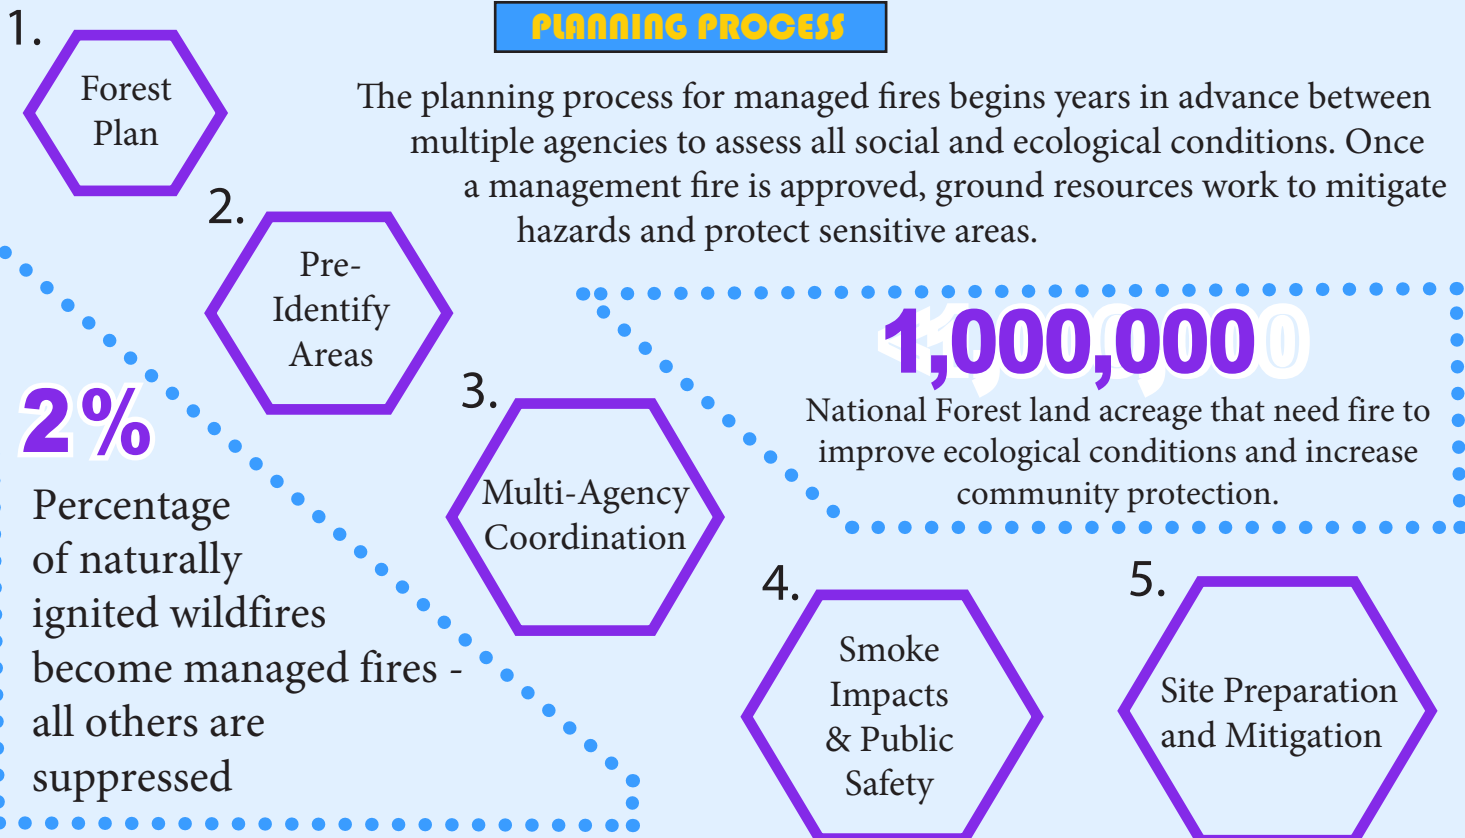 PLANNING PROCESS
The planning process for managed fires begins years in advance between
multiple agencies to assess all social and ecological conditions. Once
a management fire is approved, ground resources work to mitigate
hazards and protect sensitive areas.
1.
Forest
Plan
2.
Pre-
Identify
Areas
3.
Multi-Agency
Coordination
1,000,000
National Forest land acreage that need fire to
improve ecological conditions and increase
community protection.
2%
Percentage
of naturally
ignited wildfires
become managed fires -
all others are
suppressed
4.
Smoke
Impacts
& Public
Safety
5.
Site Preparation
and Mitigation